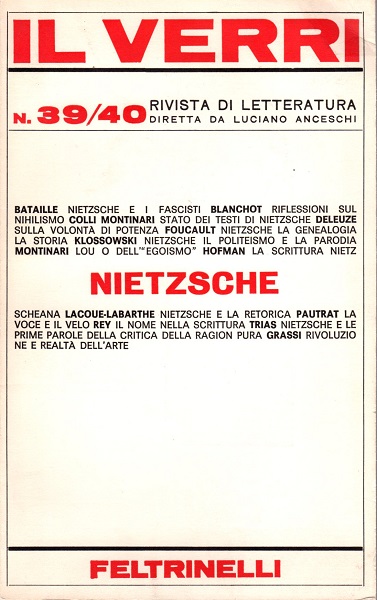 IL VERRI
N. 39/40 RIVISTA DI LETTERATURA
DIRETTA DA LUCIANO ANCESCHI
BATAILLE NIETZSCHE E I FASCISTI BLANCHOT RIFLESSIONI SUL
NIHILISMO COLLI MONTINARI STATO DEI TESTI DI NIETZSCHE DELEUZE
SULLA VOLONTÀ DI POTENZA FOUCAULT NIETZSCHE LA GENEALOGIA
LA STORIA KLOSSOWSKI NIETZSCHE IL POLITEISMO E LA PARODIA
MONTINARI LOU O DELL'"EGOISMO" HOFMAN LA SCRITTURA NIETZ
NIETZSCHE
SCHEANA LACOUE-LABARTHE NIETZSCHE E LA RETORICA PAUTRAT LA
VOCE E IL VELO REY IL NOME NELLA SCRITTURA TRIAS NIETZSCHE E LE
PRIME PAROLE DELLA CRITICA DELLA RAGION PURA GRASSI RIVOLUZIO
NE E REALTÀ DELL'ARTE
FELTRINELLI